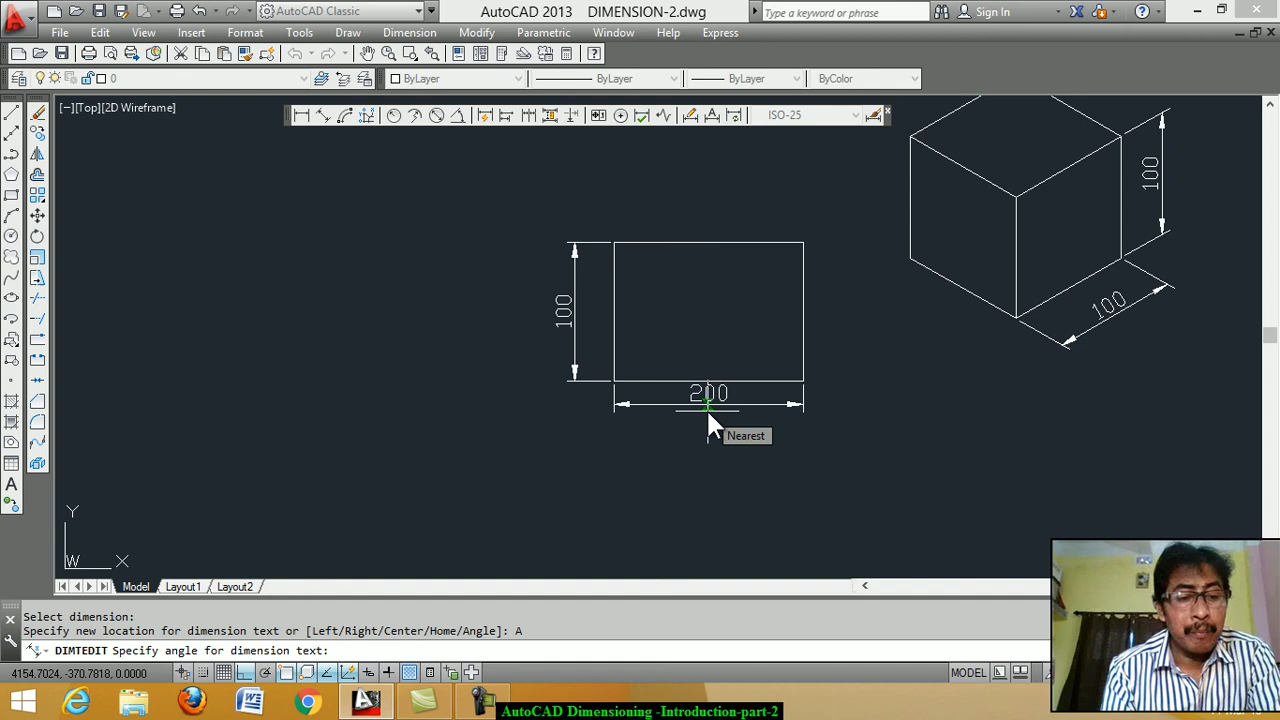 AutoCAD Classic
AutoCAD 2013 DIMENSION-2.dwg
Type a keyword or phrase
Sign In
File Edit View Insert Format Tools Draw Dimension Modify Parametric Window Help Express
0
ByLayer
ByLayer
ByLayer
ByColor
[−][Top][2D Wireframe]
ISO-25
100
100
100
200
Nearest
Y
W X
Model Layout1 Layout2
Select dimension:
Specify new location for dimension text or [Left/Right/Center/Home/Angle]: A
DIMTEDIT Specify angle for dimension text:
4154.7024, -370.7818, 0.0000
MODEL
AutoCAD Dimensioning -Introduction-part-2